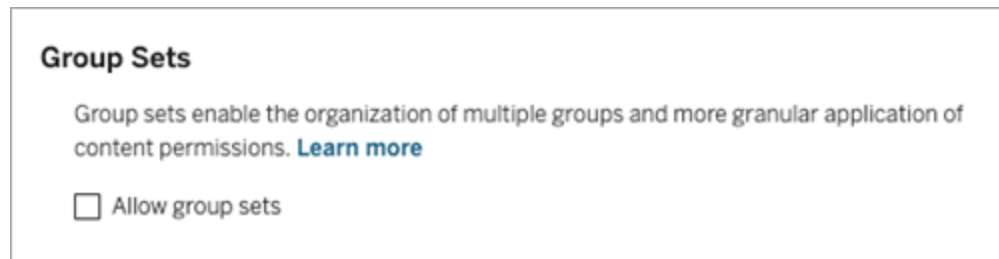 Group Sets
Group sets enable the organization of multiple groups and more granular application of
content permissions. Learn more
Allow group sets